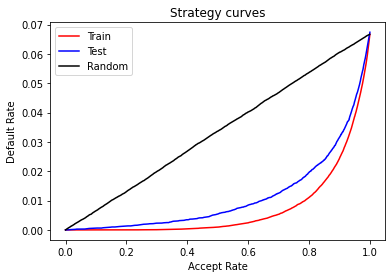 Strategy curves
Train
Test
Random
Default Rate
0.07
0.06
0.05
0.04
0.03
0.02
0.01
0.00
0.0 0.2 0.4 0.6 0.8 1.0
Accept Rate